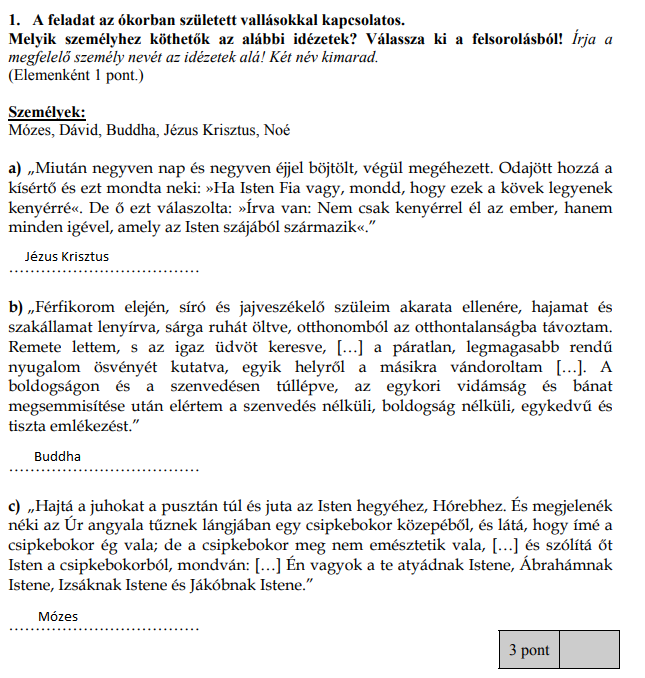 1. A feladat az ókorban született vallásokkal kapcsolatos.
Melyik személyhez köthetők az alábbi idézetek? Válassza ki a felsorolásból! Írja a
megfelelő személy nevét az idézetek alá! Két név kimarad.
(Elemenként 1 pont.)
Személyek:
Mózes, Dávid, Buddha, Jézus Krisztus, Noé
a) „Miután negyven nap és negyven éjjel böjtölt, végül megéhezett. Odajött hozzá a
kísértő és ezt mondta neki: »Ha Isten Fia vagy, mondd, hogy ezek a kövek legyenek
kenyérré«. De ő ezt válaszolta: »Írva van: Nem csak kenyérrel él az ember, hanem
minden igével, amely az Isten szájából származik«.”
Jézus Krisztus
………………………………
b) „Férfikorom elején, síró és jajveszékelő szüleim akarata ellenére, hajamat és
szakállamat lenyírva, sárga ruhát öltve, otthonomból az otthontalanságba távoztam.
Remete lettem, s az igaz üdvöt keresve, […] a páratlan, legmagasabb rendű
nyugalom ösvényét kutatva, egyik helyről a másikra vándoroltam […]. A
boldogságon és a szenvedésen túllépve, az egykori vidámság és bánat
megsemmisítése után elértem a szenvedés nélküli, boldogság nélküli, egykedvű és
tiszta emlékezést.”
Buddha
………………………………
c) „Hajtá a juhokat a pusztán túl és juta az Isten hegyéhez, Hórebhez. És megjelenék
néki az Úr angyala tűznek lángjában egy csipkebokor közepéből, és látá, hogy ímé a
csipkebokor ég vala; de a csipkebokor meg nem emésztetik vala, […] és szólítá őt
Isten a csipkebokorból, mondván: […] Én vagyok a te atyádnak Istene, Ábrahámnak
Istene, Izsáknak Istene és Jákóbnak Istene.”
Mózes
………………………………
3 pont